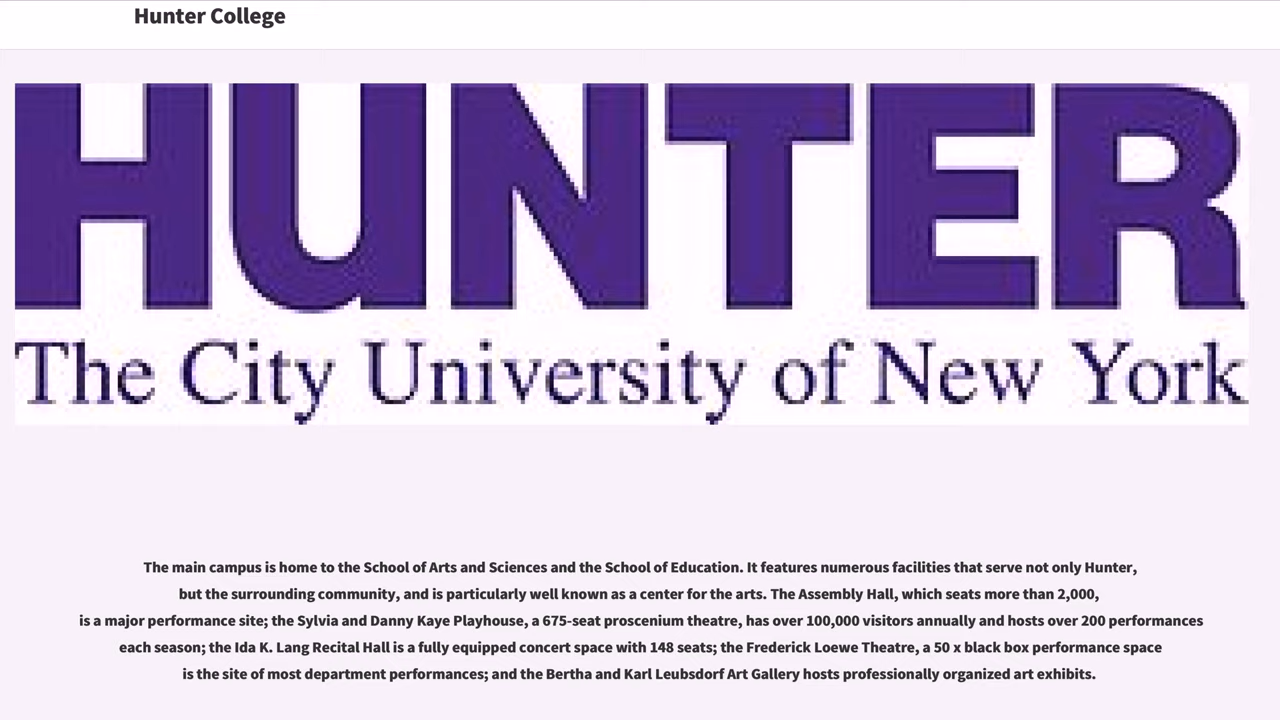 Hunter College
HUNTER
The City University of New York
The main campus is home to the School of Arts and Sciences and the School of Education. It features numerous facilities that serve not only Hunter,
but the surrounding community, and is particularly well known as a center for the arts. The Assembly Hall, which seats more than 2,000,
is a major performance site; the Sylvia and Danny Kaye Playhouse, a 675-seat proscenium theatre, has over 100,000 visitors annually and hosts over 200 performances
each season; the Ida K. Lang Recital Hall is a fully equipped concert space with 148 seats; the Frederick Loewe Theatre, a 50 x black box performance space
is the site of most department performances; and the Bertha and Karl Leubsdorf Art Gallery hosts professionally organized art exhibits.